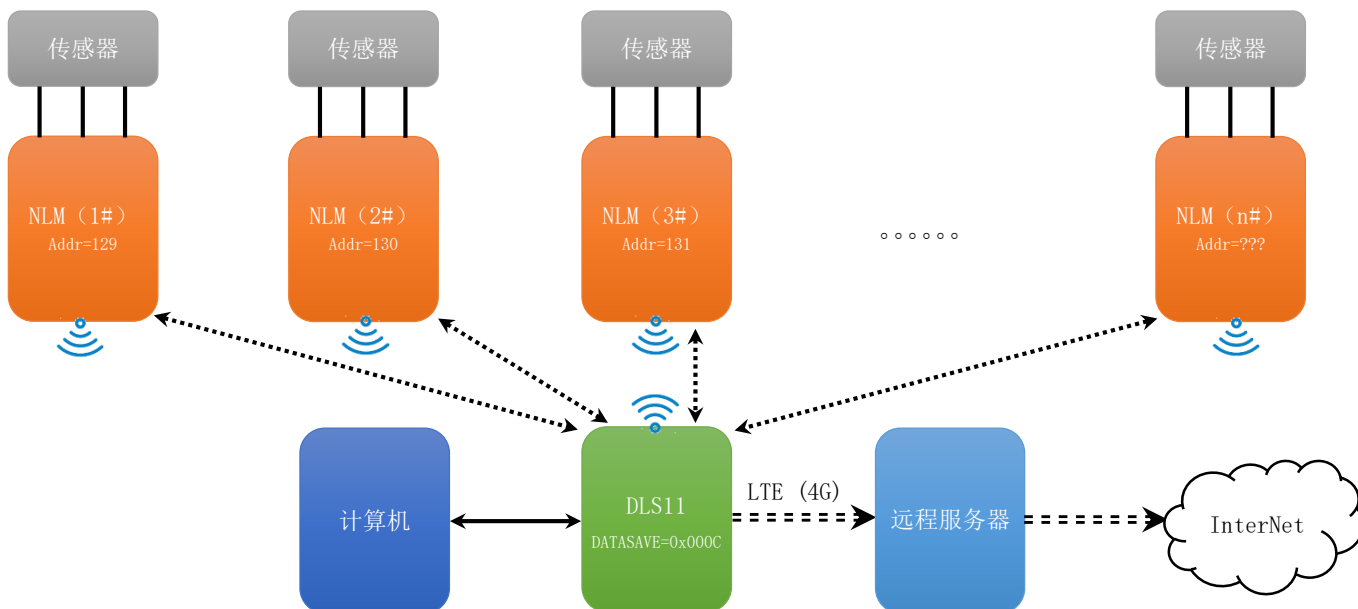 传感器
传感器
传感器
传感器
NLM（1#）
Addr=129
NLM（2#）
Addr=130
NLM（3#）
Addr=131
。。。。。。
NLM（n#）
Addr=???
计算机
DLS11
DATASAVE=0x000C
LTE (4G)
远程服务器
InterNet